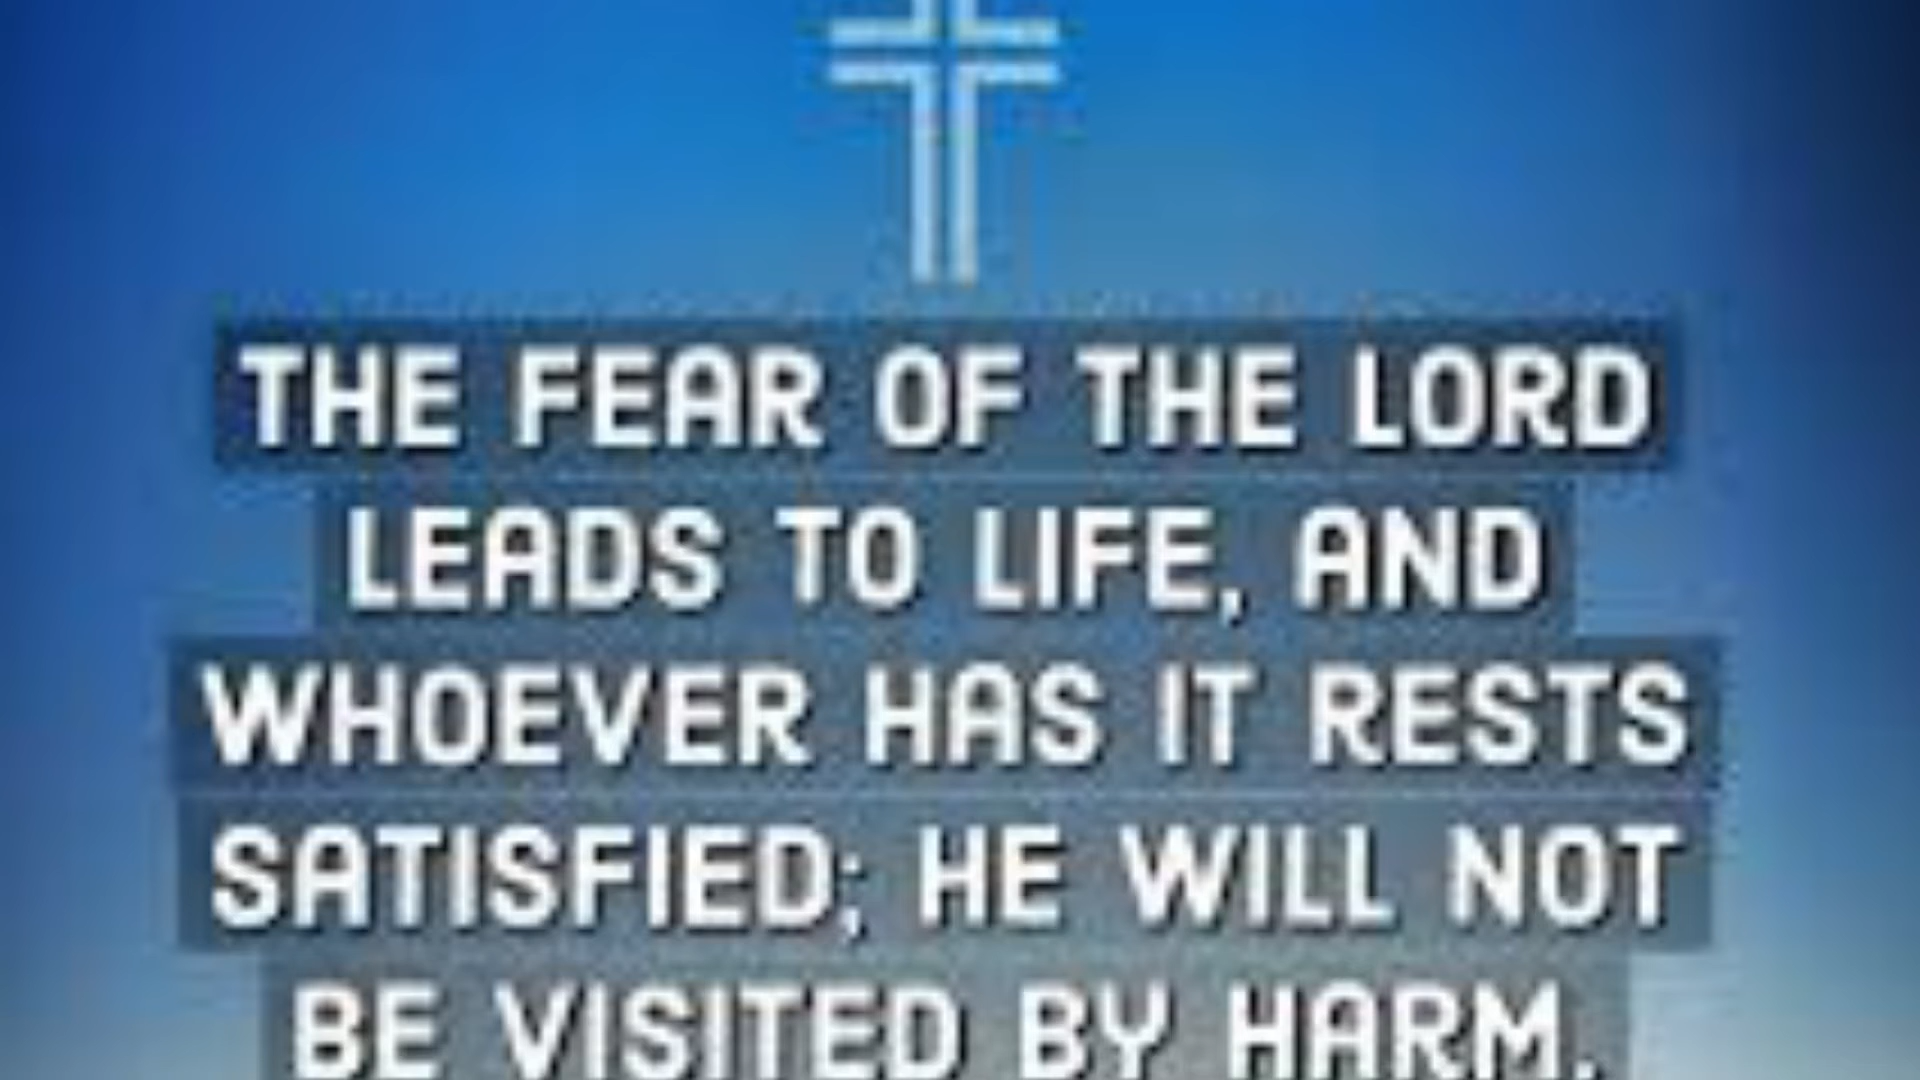 THE FEAR OF THE LORD
LEADS TO LIFE, AND
WHOEVER HAS IT RESTS
SATISFIED; HE WILL NOT
BE VISITED BY HARM.